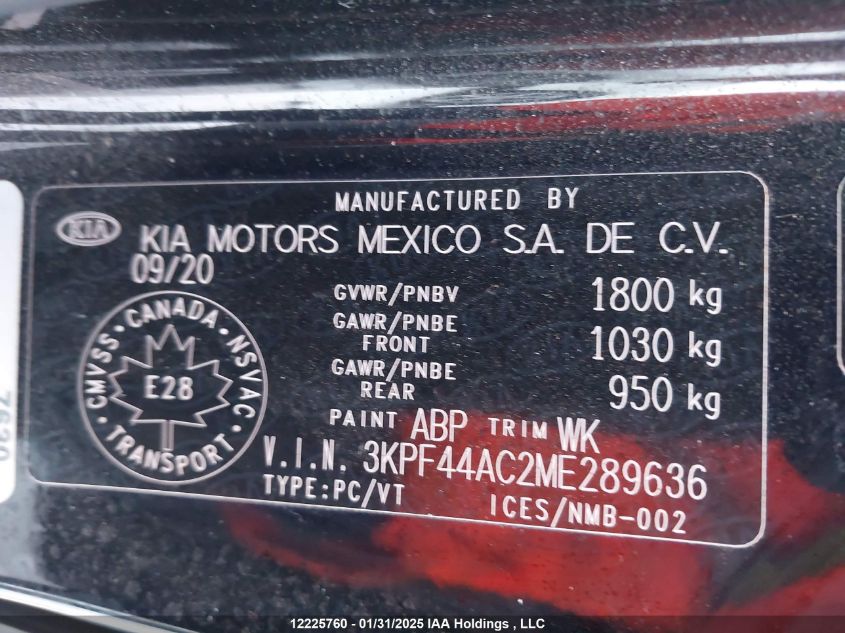 MANUFACTURED BY
KIA KIA MOTORS MEXICO S.A. DE C.V.
09/20
GVWR/PNBV 1800 kg
GAWR/PNBE FRONT 1030 kg
GAWR/PNBE REAR 950 kg
CANADA · NSVAC · TRANSPORT · CMVSS ·
E28
PAINT ABP TRIM WK
V.I.N. 3KPF44AC2ME289636
TYPE:PC/VT
ICES/NMB-002
12225760 - 01/31/2025 IAA Holdings , LLC